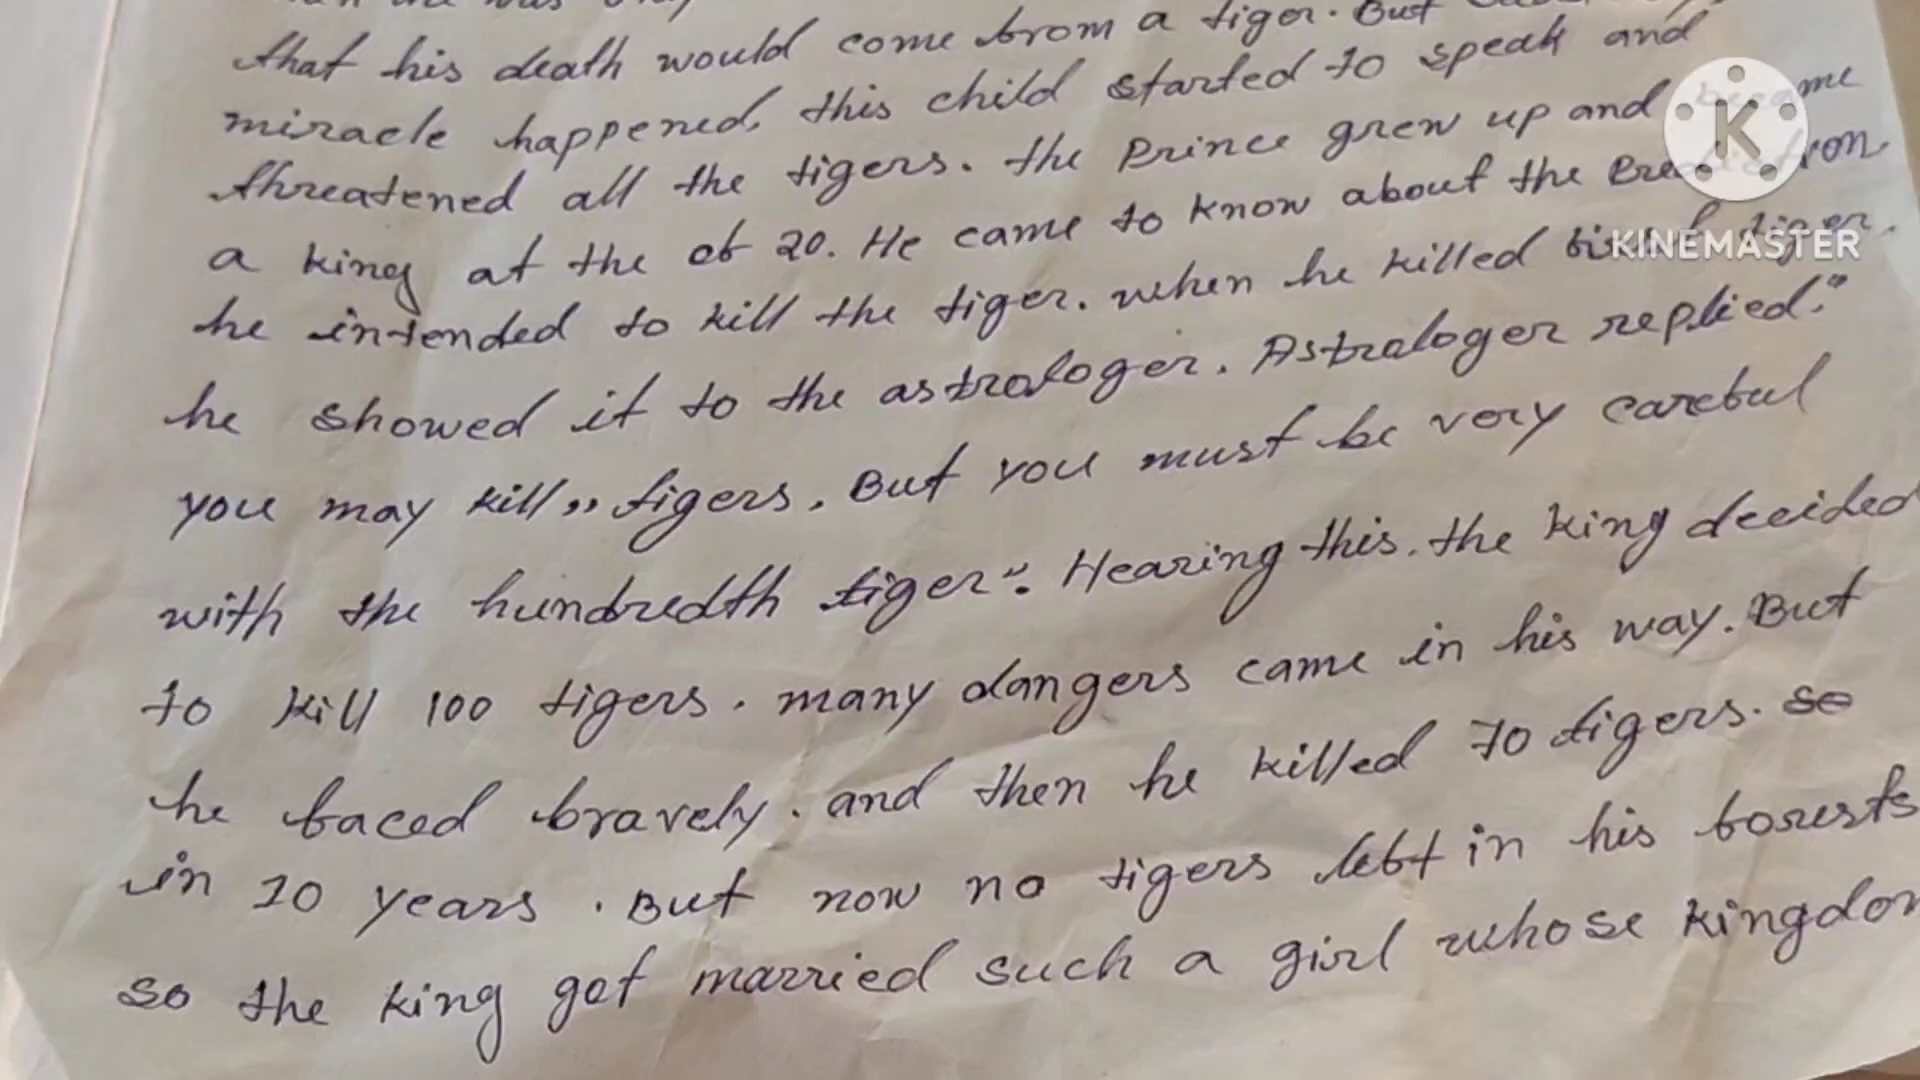 that his death would come from a tiger. But
miracle happened, this child started to speak and
threatened all the tigers. the Prince grew up and became
a king at the of 20. He came to know about the Prediction
he intended to kill the tiger. when he killed tiger.
he showed it to the astrologer. Astrologer replied."
you may kill ,, tigers. But you must be very careful
with the hundredth tiger". Hearing this. the king decided
to kill 100 tigers. many dangers came in his way. But
he faced bravely. and then he killed 70 tigers. so
in 10 years. But now no tigers left in his forests
so the king got married such a girl whose kingdom
K
KINEMASTER